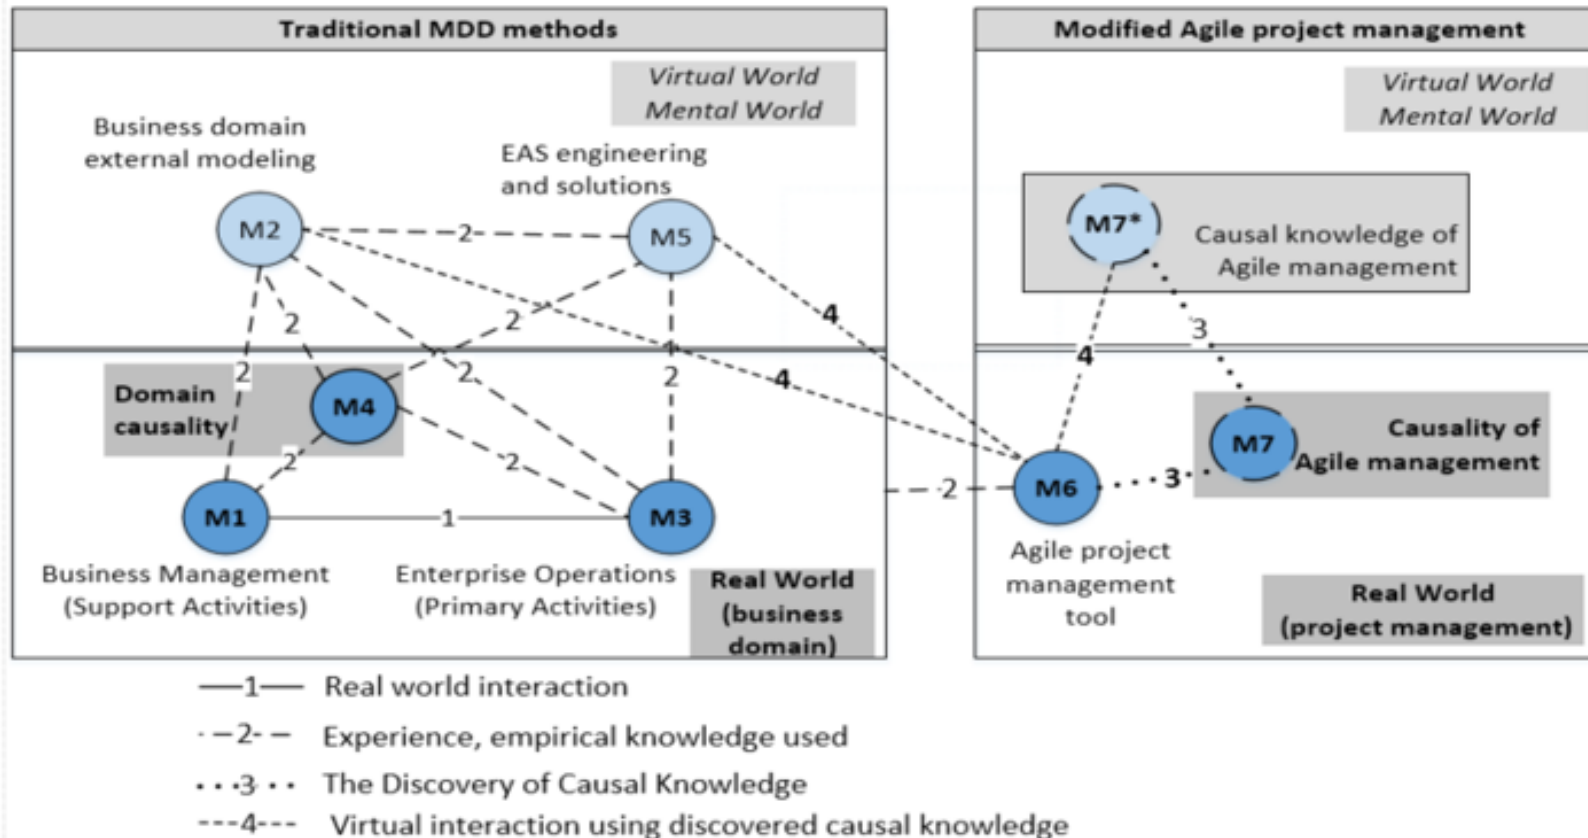 Traditional MDD methods
Virtual World
Mental World
Business domain
external modeling
EAS engineering
and solutions
M2
2
M5
2
2
4
4
2
2
2
Domain
causality
M4
2
2
M1
1
M3
Business Management
(Support Activities)
Enterprise Operations
(Primary Activities)
Real World
(business
domain)
Modified Agile project management
Virtual World
Mental World
M7*
Causal knowledge of
Agile management
3
4
M7
Causality of
Agile management
2
M6
3
Agile project
management
tool
Real World
(project management)
1 Real world interaction
2 Experience, empirical knowledge used
3 The Discovery of Causal Knowledge
4 Virtual interaction using discovered causal knowledge